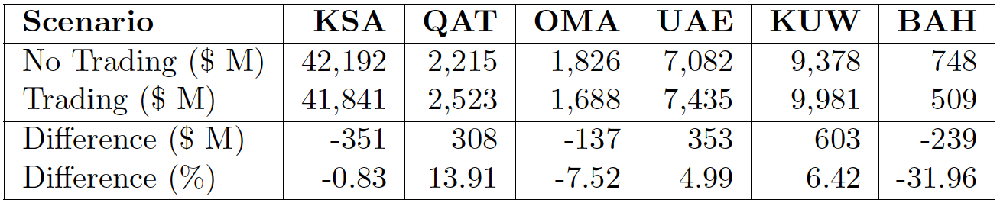 Scenario KSA QAT OMA UAE KUW BAH
No Trading ($ M) 42,192 2,215 1,826 7,082 9,378 748
Trading ($ M) 41,841 2,523 1,688 7,435 9,981 509
Difference ($ M) -351 308 -137 353 603 -239
Difference (%) -0.83 13.91 -7.52 4.99 6.42 -31.96